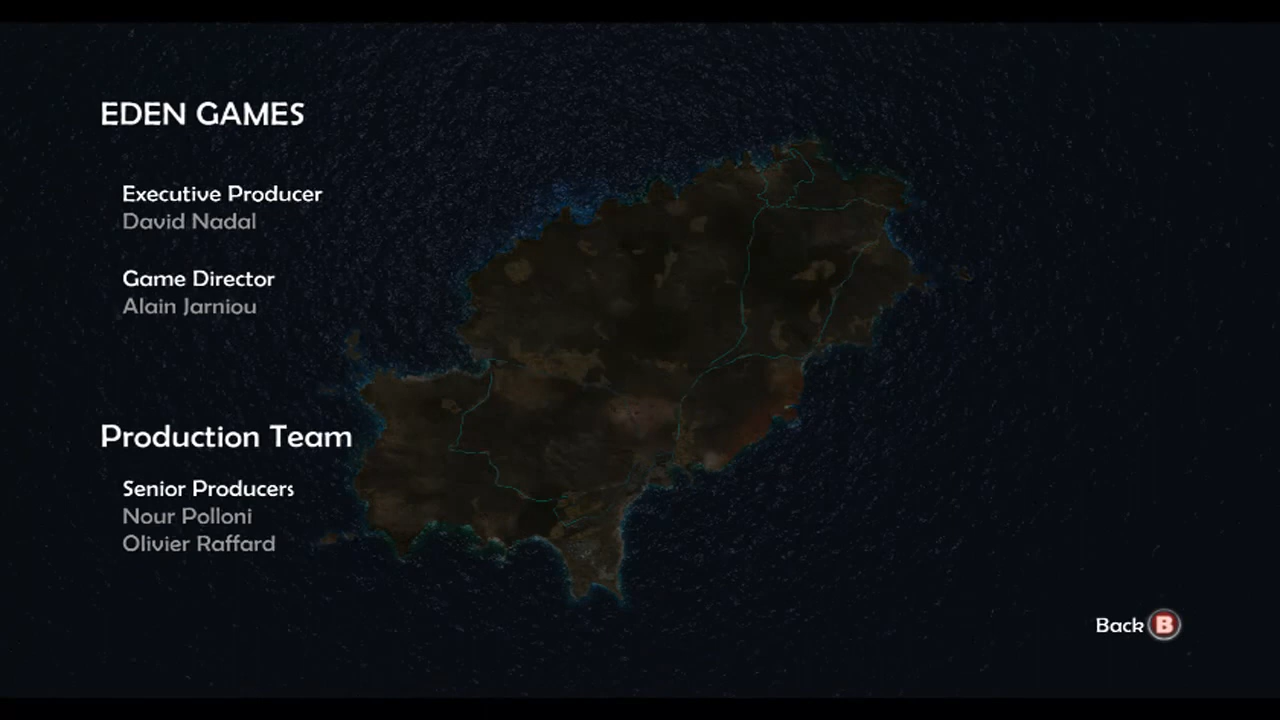 EDEN GAMES
Executive Producer
David Nadal
Game Director
Alain Jarniou
Production Team
Senior Producers
Nour Polloni
Olivier Raffard
Back B